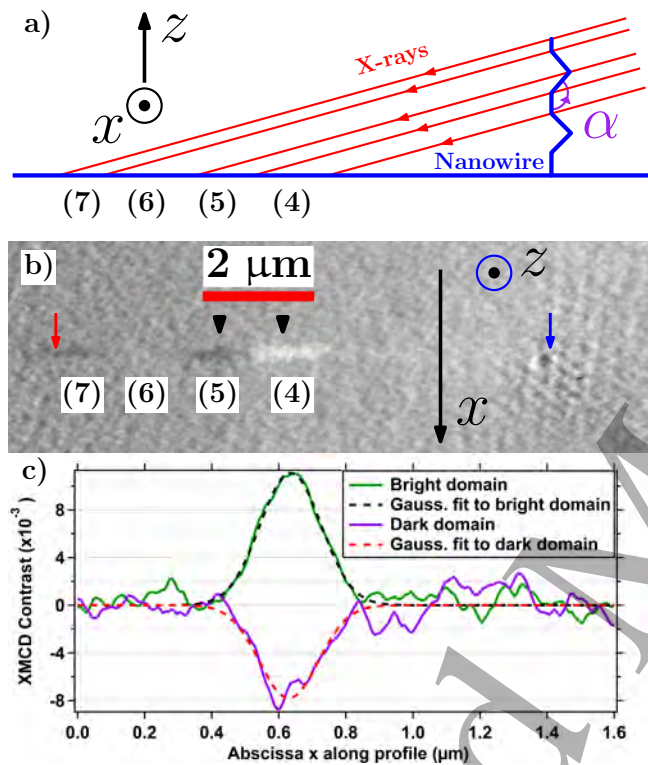 a)
z
x
X-rays
α
Nanowire
(7) (6) (5) (4)
b)
2 µm
z
(7) (6) (5) (4)
x
c)
XMCD Contrast (x10⁻³)
8
4
0
-4
-8
Bright domain
Gauss. fit to bright domain
Dark domain
Gauss. fit to dark domain
0.0 0.2 0.4 0.6 0.8 1.0 1.2 1.4 1.6
Abscissa x along profile (µm)
d M